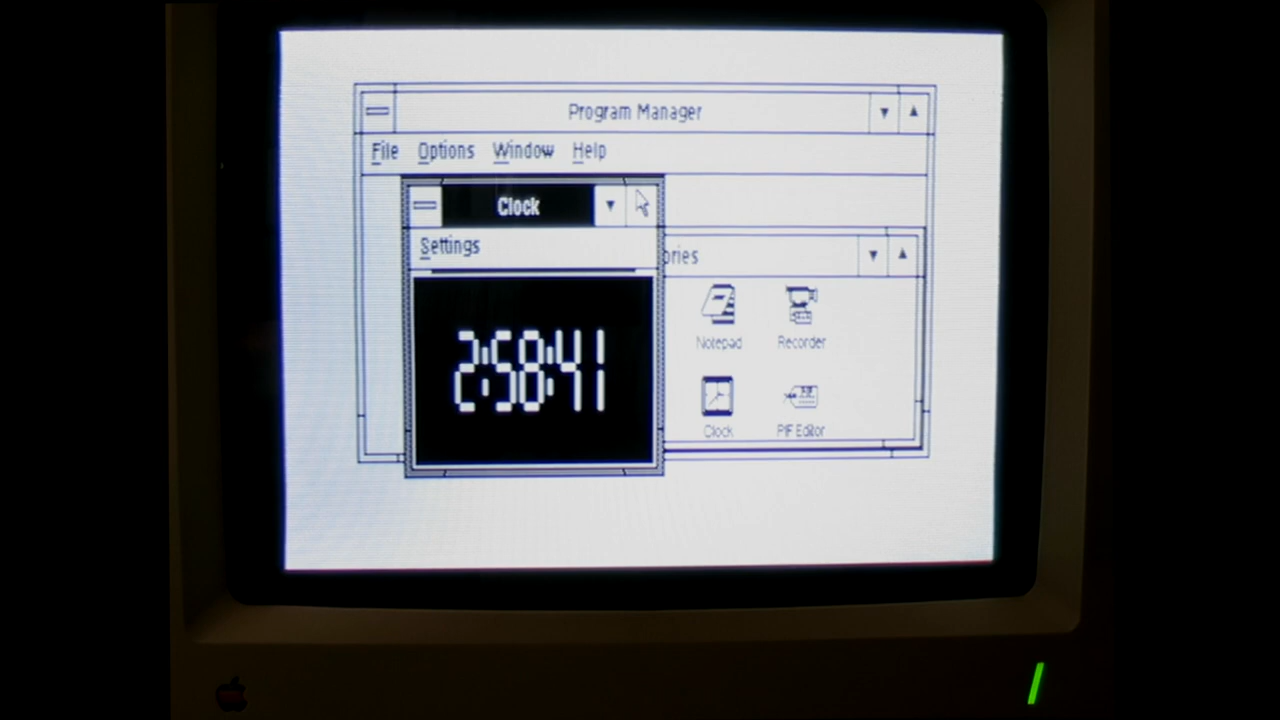 Program Manager
File Options Window Help
Clock
Settings
ories
2:58:41
Notepad Recorder
Clock PIF Editor